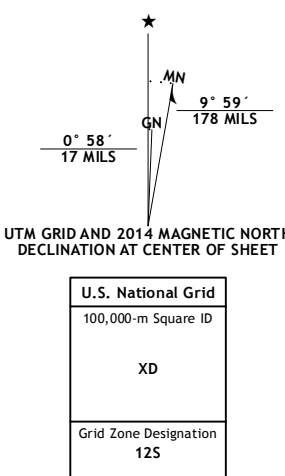 ★
MN
GN
9° 59´
178 MILS
0° 58´
17 MILS
UTM GRID AND 2014 MAGNETIC NORTH
DECLINATION AT CENTER OF SHEET
U.S. National Grid
100,000-m Square ID
XD
Grid Zone Designation
12S